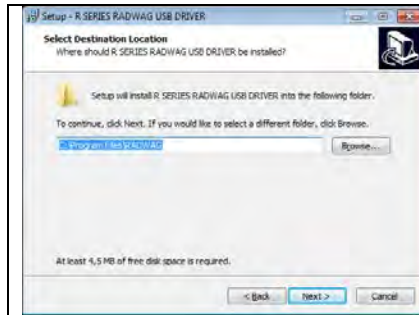 Setup - R SERIES RADWAG USB DRIVER
Select Destination Location
Where should R SERIES RADWAG USB DRIVER be installed?
Setup will install R SERIES RADWAG USB DRIVER into the following folder.
To continue, click Next. If you would like to select a different folder, click Browse.
C:\Program Files\RADWAG
Browse...
At least 4,5 MB of free disk space is required.
< Back
Next >
Cancel